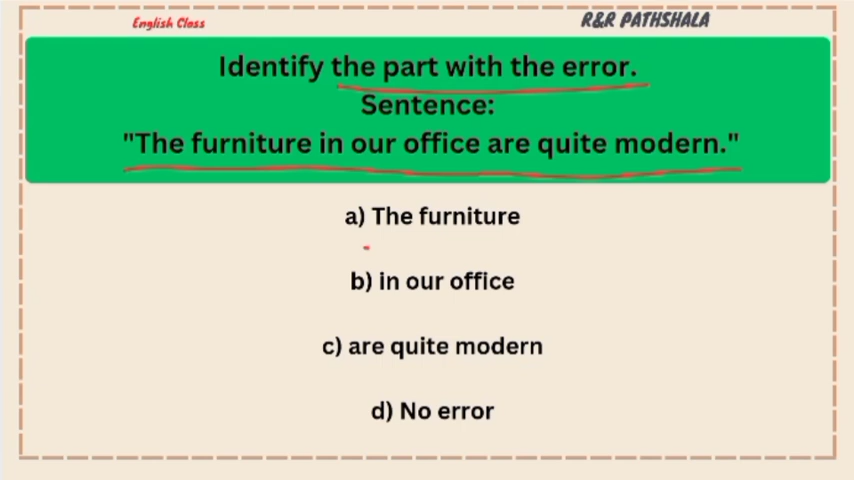 English Class
R&R PATHSHALA
Identify the part with the error.
Sentence:
"The furniture in our office are quite modern."
a) The furniture
b) in our office
c) are quite modern
d) No error